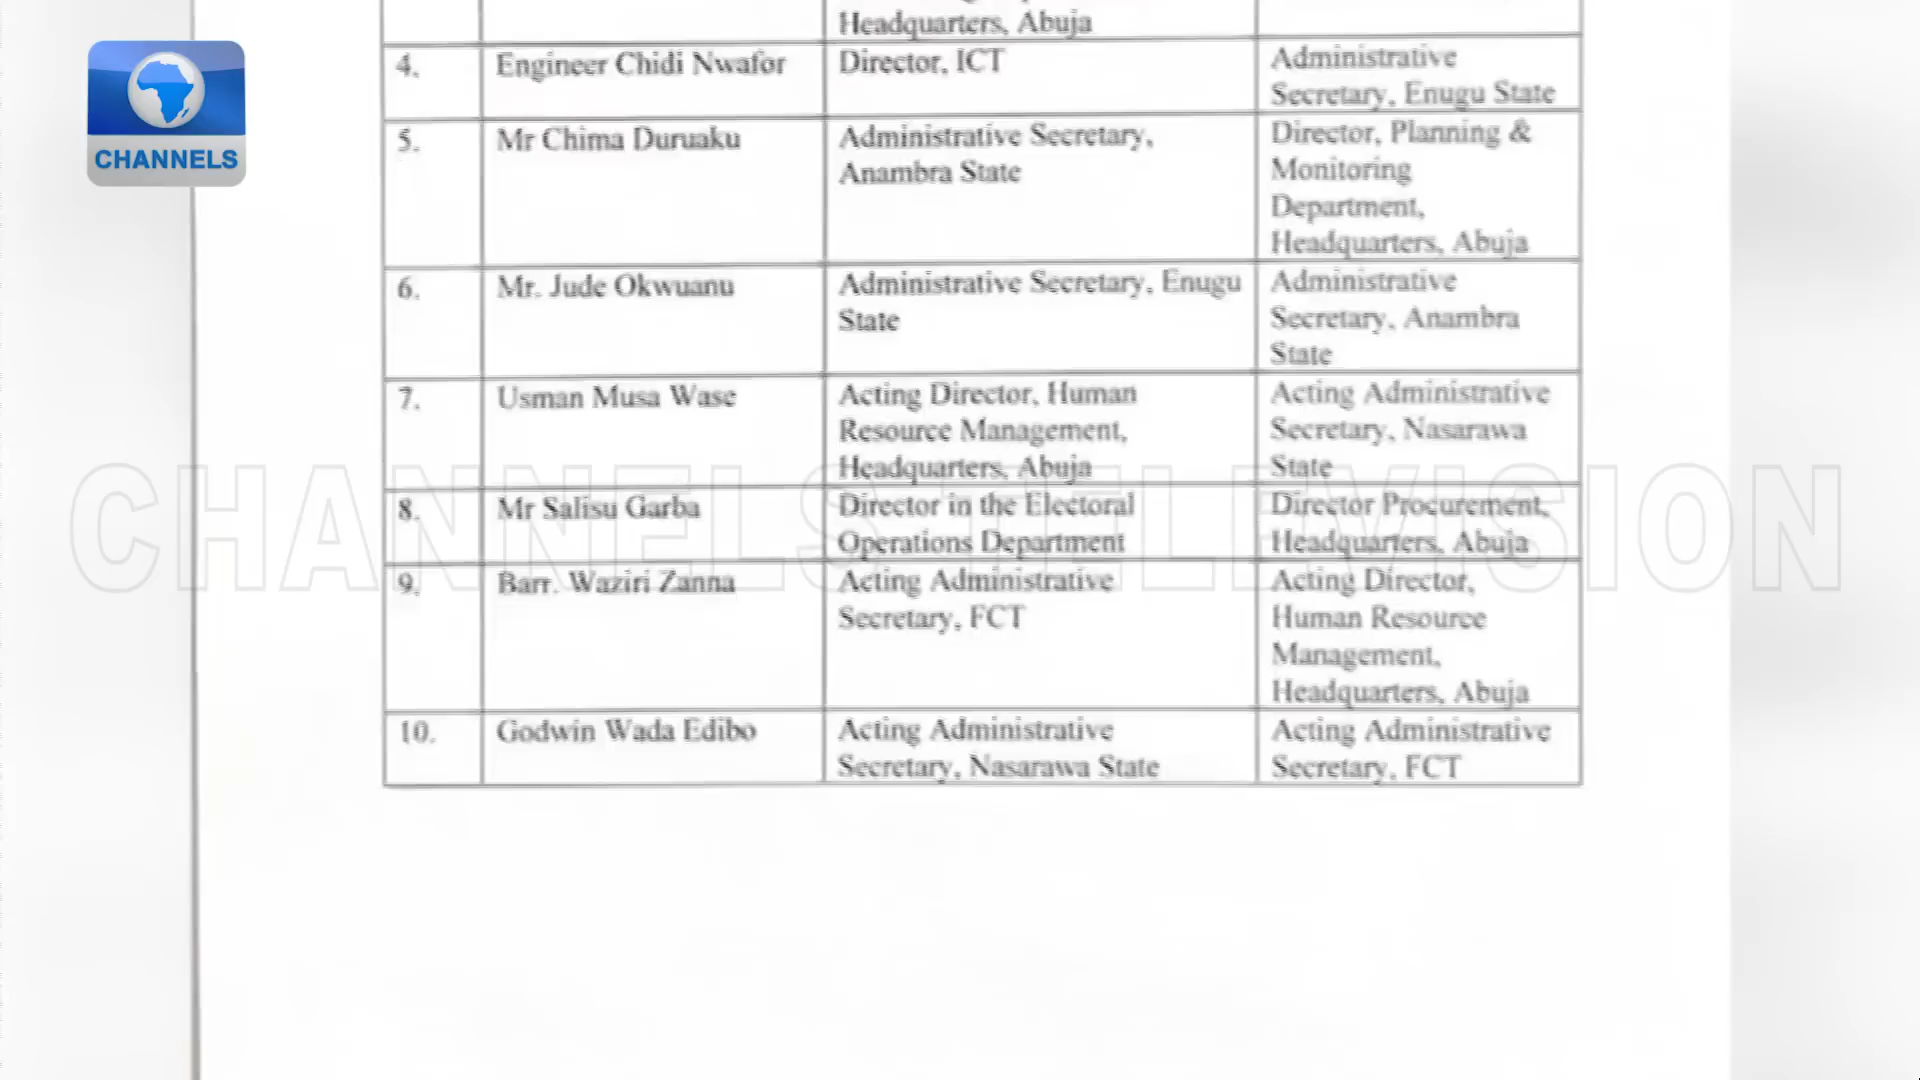 CHANNELS
Headquarters, Abuja
4. Engineer Chidi Nwafor Director, ICT Administrative
Secretary, Enugu State
5. Mr Chima Duruaku Administrative Secretary, Director, Planning &
Anambra State Monitoring
Department,
Headquarters, Abuja
6. Mr. Jude Okwuanu Administrative Secretary, Enugu Administrative
State Secretary, Anambra
State
7. Usman Musa Wase Acting Director, Human Acting Administrative
Resource Management, Secretary, Nasarawa
Headquarters, Abuja State
CHANNELS TELEVISION
8. Mr Salisu Garba Director in the Electoral Director Procurement,
Operations Department Headquarters, Abuja
9. Barr. Waziri Zanna Acting Administrative Acting Director,
Secretary, FCT Human Resource
Management,
Headquarters, Abuja
10. Godwin Wada Edibo Acting Administrative Acting Administrative
Secretary, Nasarawa State Secretary, FCT